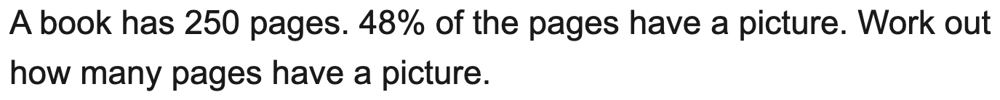 A book has 250 pages. 48% of the pages have a picture. Work out
how many pages have a picture.